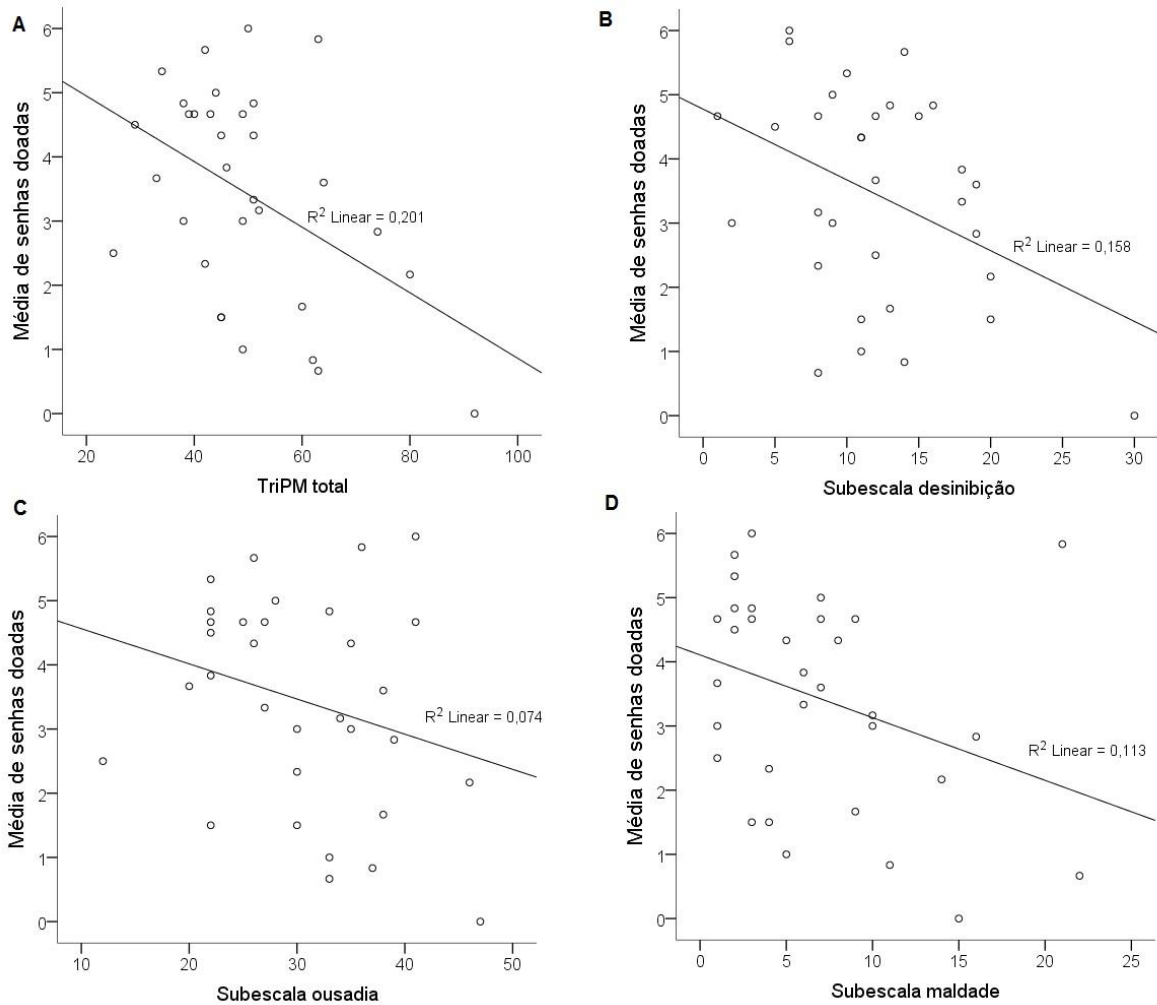 A
Média de senhas doadas
6
5
4
3
2
1
0
R² Linear = 0,201
20 40 60 80 100
TriPM total
B
Média de senhas doadas
6
5
4
3
2
1
0
R² Linear = 0,158
0 5 10 15 20 25 30
Subescala desinibição
C
Média de senhas doadas
6
5
4
3
2
1
0
R² Linear = 0,074
10 20 30 40 50
Subescala ousadia
D
Média de senhas doadas
6
5
4
3
2
1
0
R² Linear = 0,113
0 5 10 15 20 25
Subescala maldade